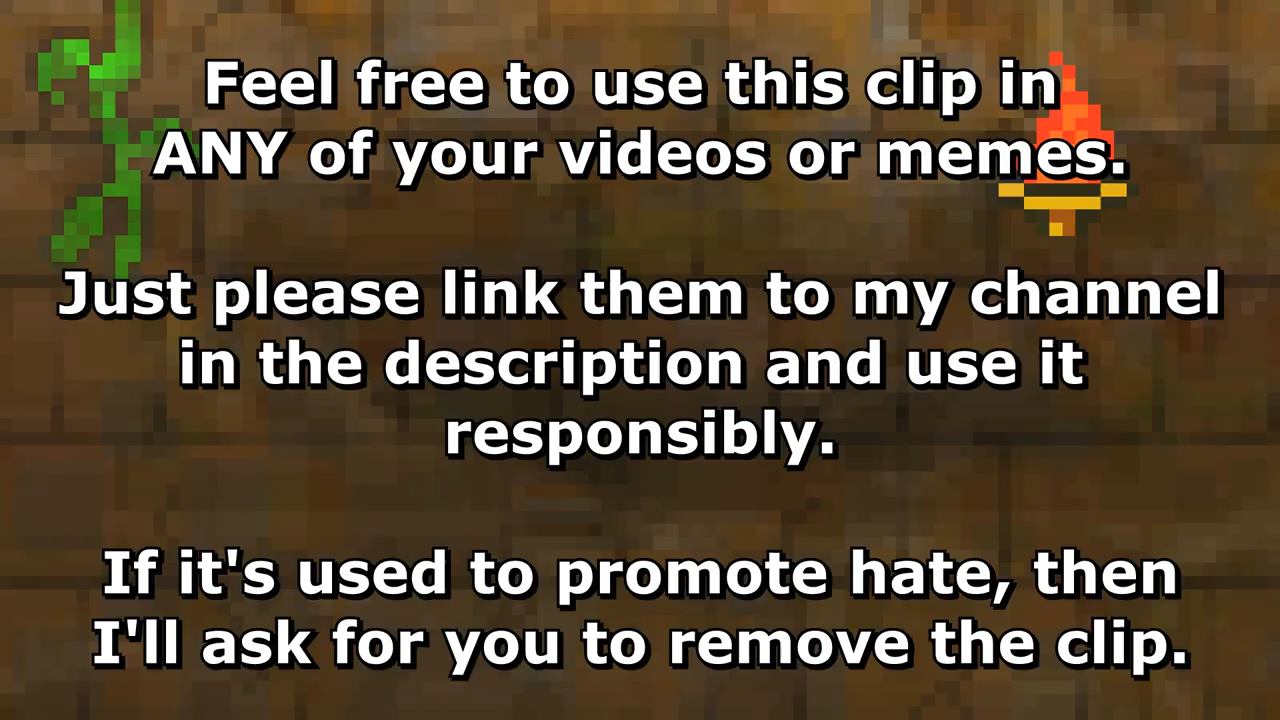 Feel free to use this clip in
ANY of your videos or memes.
Just please link them to my channel
in the description and use it
responsibly.
If it's used to promote hate, then
I'll ask for you to remove the clip.